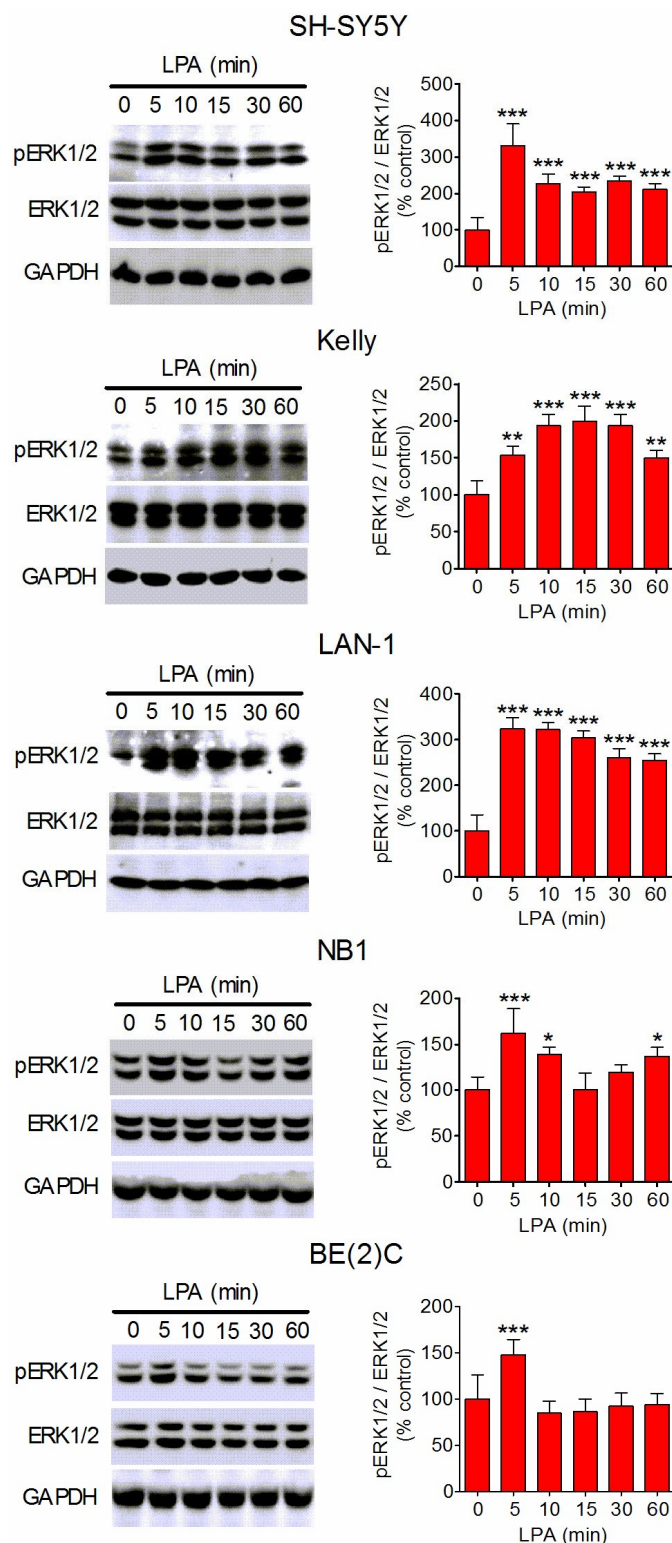 SH-SY5Y
LPA (min)
0 5 10 15 30 60
pERK1/2
ERK1/2
GAPDH
pERK1/2 / ERK1/2
(% control)
500
400
300
200
100
0
*** *** *** *** ***
0 5 10 15 30 60
LPA (min)
Kelly
LPA (min)
0 5 10 15 30 60
pERK1/2
ERK1/2
GAPDH
pERK1/2 / ERK1/2
(% control)
250
200
150
100
50
0
** *** *** *** **
0 5 10 15 30 60
LPA (min)
LAN-1
LPA (min)
0 5 10 15 30 60
pERK1/2
ERK1/2
GAPDH
pERK1/2 / ERK1/2
(% control)
400
300
200
100
0
*** *** *** *** ***
0 5 10 15 30 60
LPA (min)
NB1
LPA (min)
0 5 10 15 30 60
pERK1/2
ERK1/2
GAPDH
pERK1/2 / ERK1/2
(% control)
200
150
100
50
0
*** * *
0 5 10 15 30 60
LPA (min)
BE(2)C
LPA (min)
0 5 10 15 30 60
pERK1/2
ERK1/2
GAPDH
pERK1/2 / ERK1/2
(% control)
200
150
100
50
0
***
0 5 10 15 30 60
LPA (min)